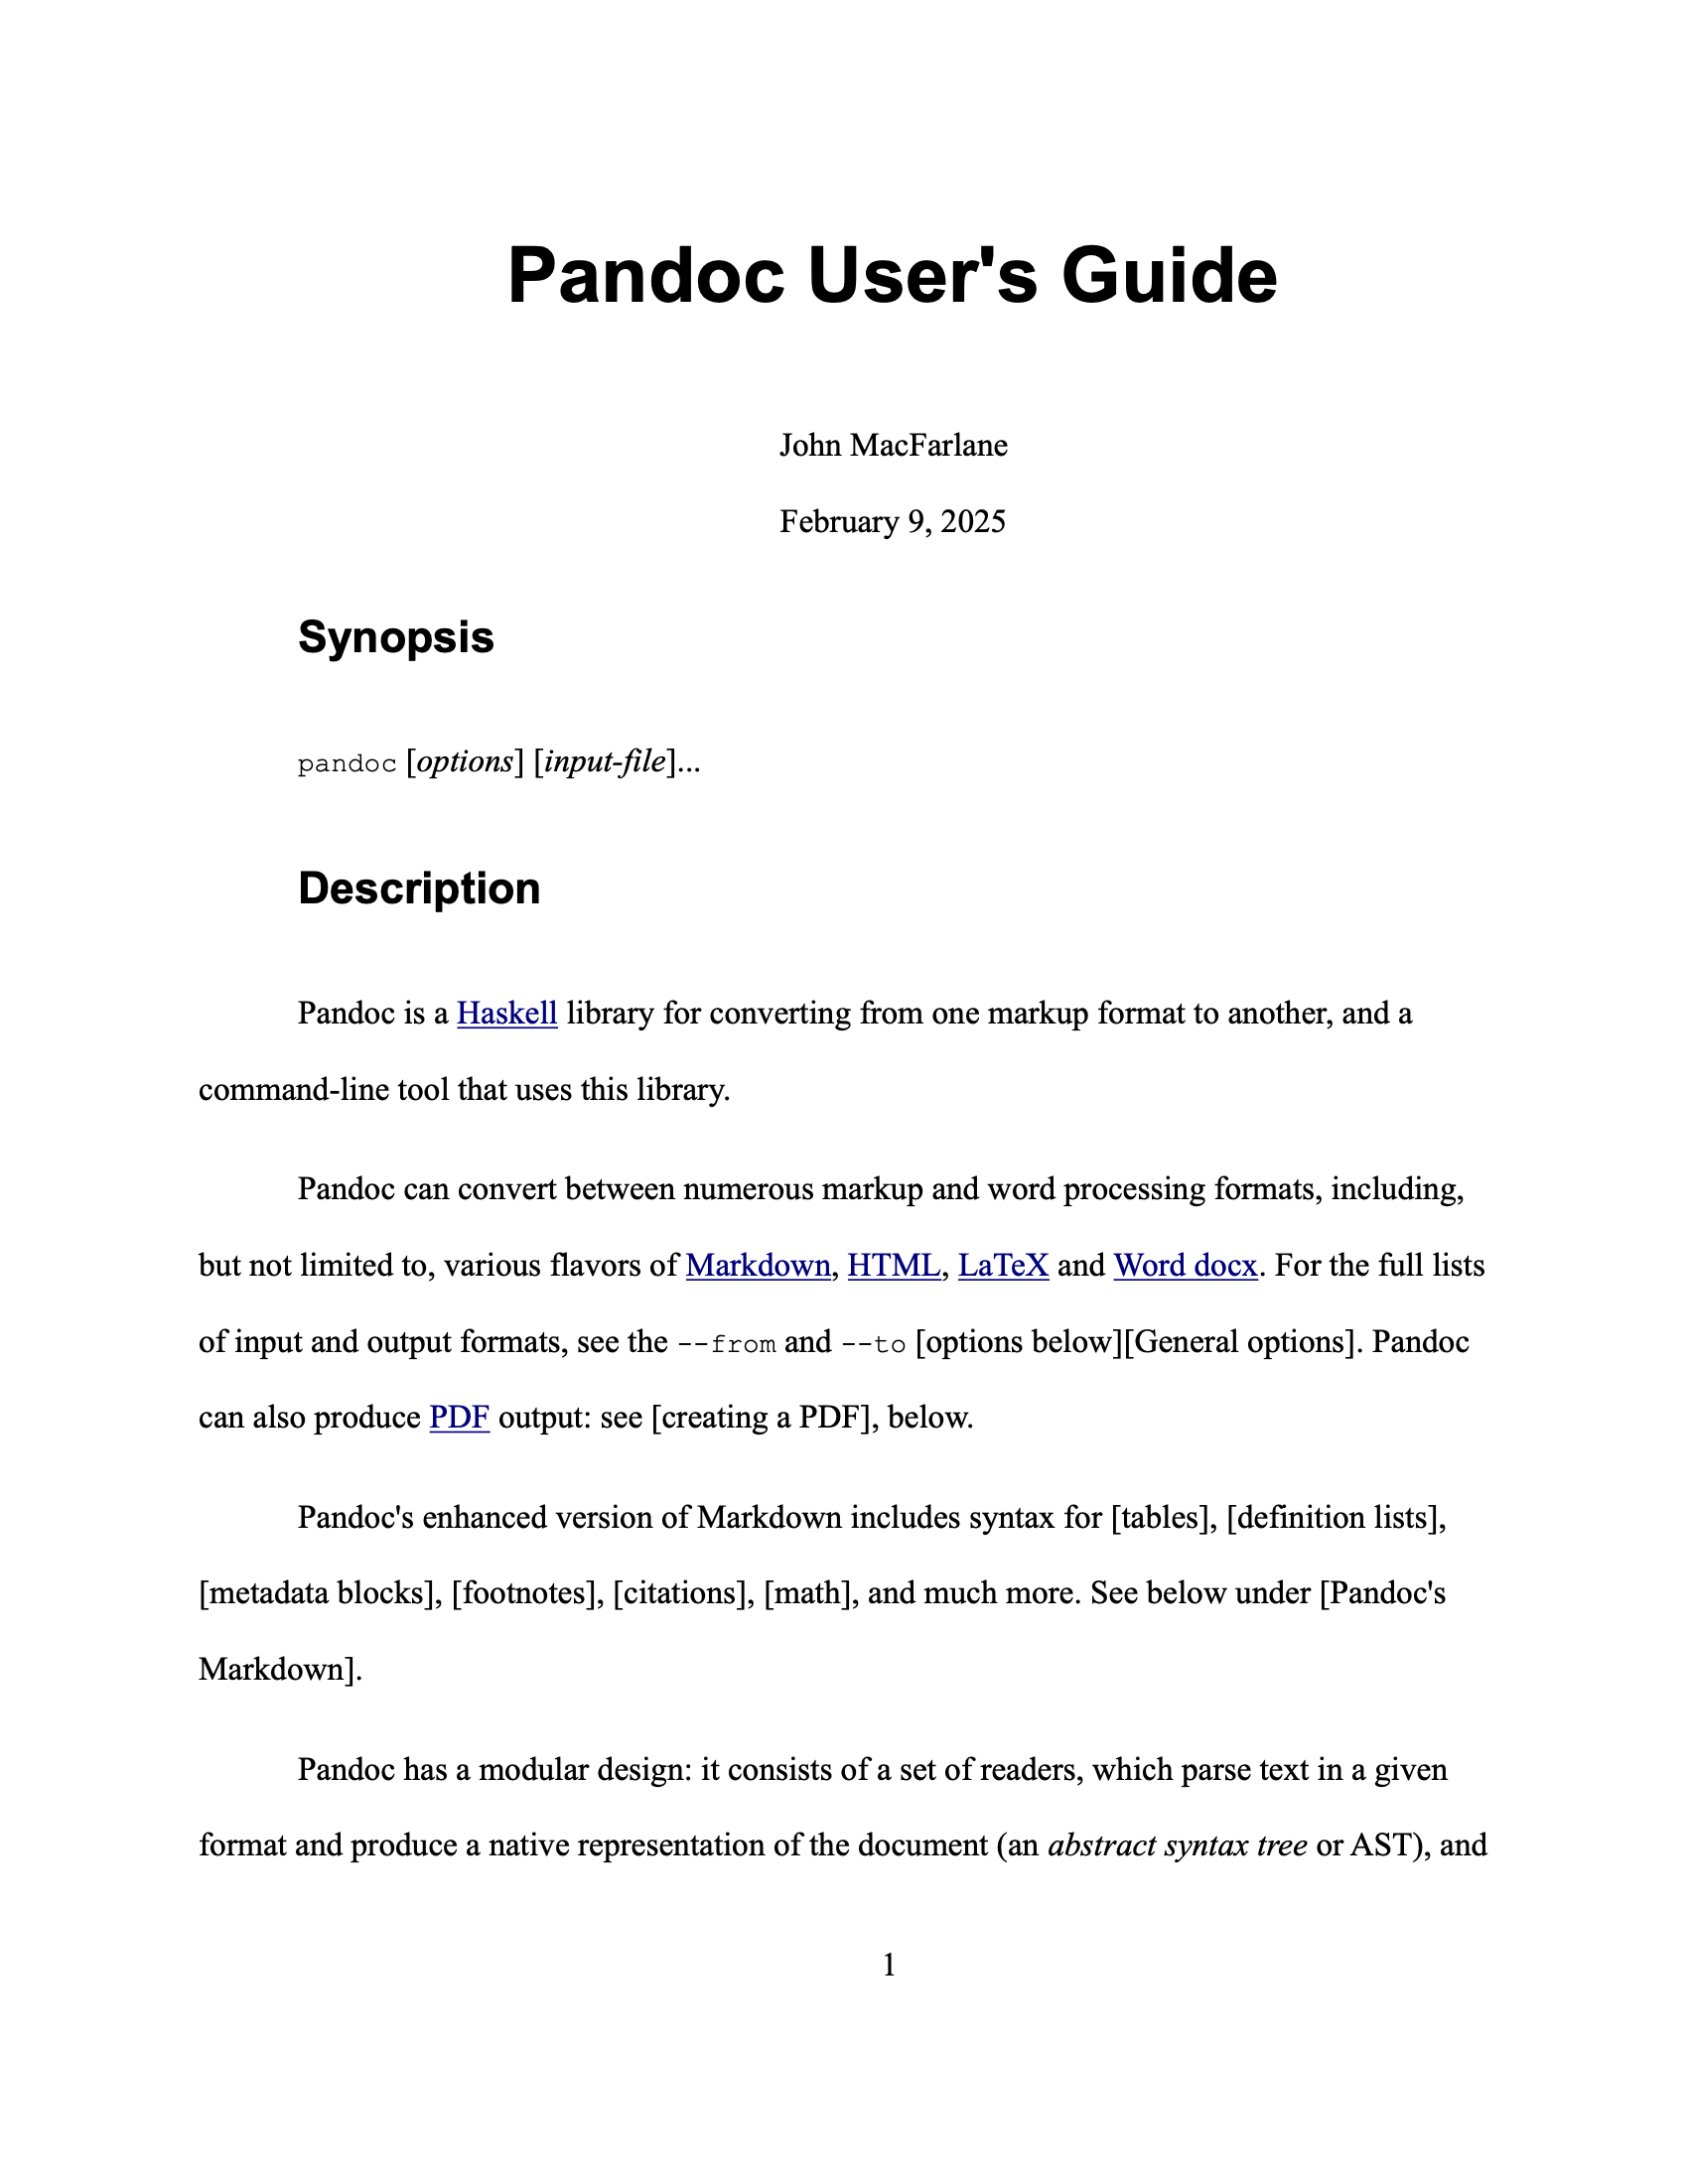 Pandoc User's Guide
John MacFarlane
February 9, 2025
Synopsis
pandoc [options] [input-file]...
Description
Pandoc is a Haskell library for converting from one markup format to another, and a
command-line tool that uses this library.
Pandoc can convert between numerous markup and word processing formats, including,
but not limited to, various flavors of Markdown, HTML, LaTeX and Word docx. For the full lists
of input and output formats, see the --from and --to [options below][General options]. Pandoc
can also produce PDF output: see [creating a PDF], below.
Pandoc's enhanced version of Markdown includes syntax for [tables], [definition lists],
[metadata blocks], [footnotes], [citations], [math], and much more. See below under [Pandoc's
Markdown].
Pandoc has a modular design: it consists of a set of readers, which parse text in a given
format and produce a native representation of the document (an abstract syntax tree or AST), and
1